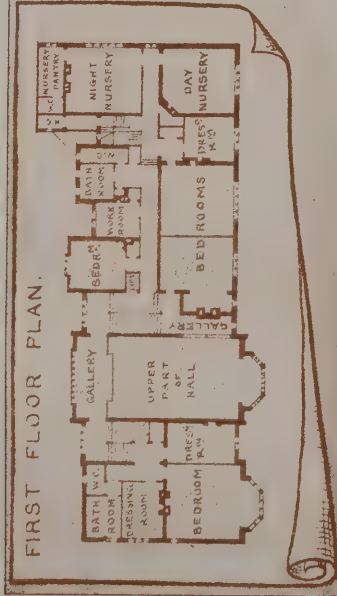 FIRST FLOOR PLAN.
NURSERY
PANTRY
W.C.
NIGHT
NURSERY
DAY
NURSERY
DRESS.
RM
BATH
ROOM
WORK
ROOM
BEDRM
LIFT
BEDROOMS
GALLERY
GALLERY
UPPER
PART
OF
HALL
BATH
ROOM
W.C.
DRESSING
ROOM
DRESS.
RM
BEDROOM